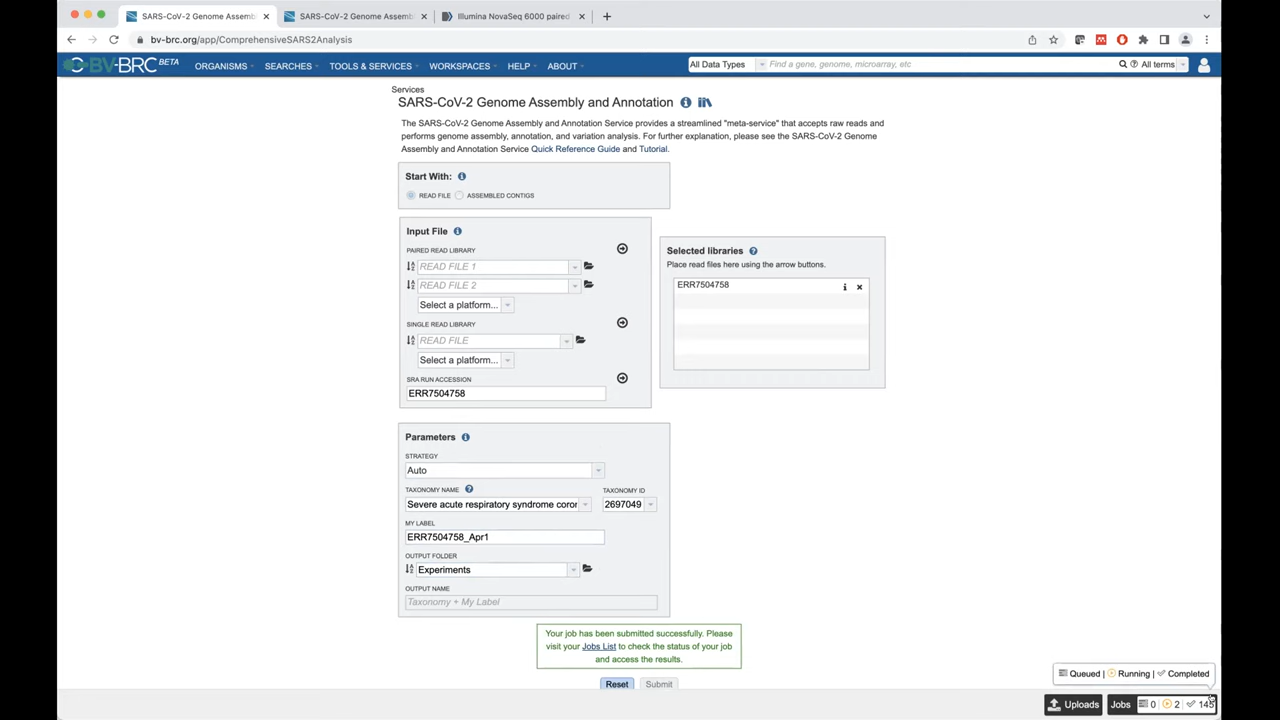 SARS-CoV-2 Genome Assemb
SARS-CoV-2 Genome Assemb
Illumina NovaSeq 6000 paired
bv-brc.org/app/ComprehensiveSARS2Analysis
BV-BRC BETA ORGANISMS SEARCHES TOOLS & SERVICES WORKSPACES HELP ABOUT All Data Types Find a gene, genome, microarray, etc All terms
Services
SARS-CoV-2 Genome Assembly and Annotation
The SARS-CoV-2 Genome Assembly and Annotation Service provides a streamlined "meta-service" that accepts raw reads and
performs genome assembly, annotation, and variation analysis. For further explanation, please see the SARS-CoV-2 Genome
Assembly and Annotation Service Quick Reference Guide and Tutorial.
Start With:
READ FILE ASSEMBLED CONTIGS
Input File
PAIRED READ LIBRARY
READ FILE 1
READ FILE 2
Select a platform...
SINGLE READ LIBRARY
READ FILE
Select a platform...
SRA RUN ACCESSION
ERR7504758
Selected libraries
Place read files here using the arrow buttons.
ERR7504758
Parameters
STRATEGY
Auto
TAXONOMY NAME TAXONOMY ID
Severe acute respiratory syndrome coror 2697049
MY LABEL
ERR7504758_Apr1
OUTPUT FOLDER
Experiments
OUTPUT NAME
Taxonomy + My Label
Your job has been submitted successfully. Please
visit your Jobs List to check the status of your job
and access the results.
Reset Submit
Queued | Running | Completed
Uploads Jobs 0 2 145